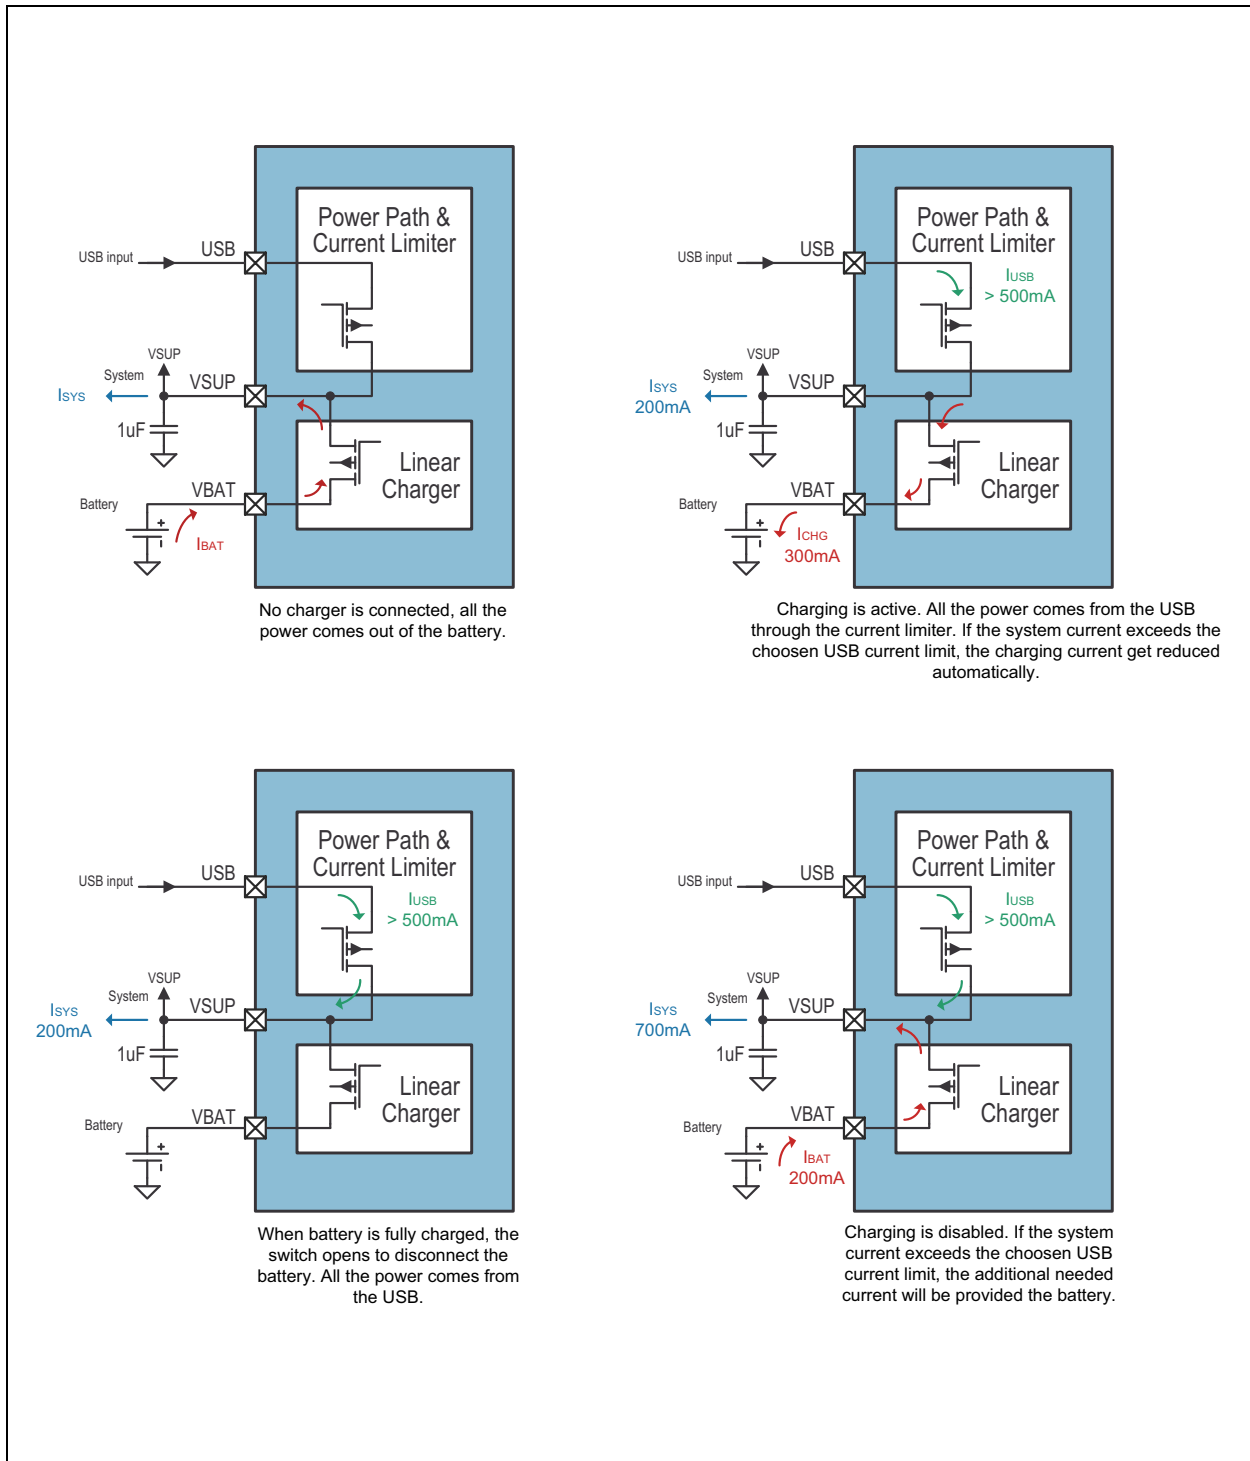 Power Path &
Current Limiter
USB
USB input
VSUP
System
VSUP
ISYS
1uF
Linear
Charger
VBAT
Battery
+
IBAT
No charger is connected, all the
power comes out of the battery.
Power Path &
Current Limiter
USB
USB input
IUSB
> 500mA
VSUP
System
VSUP
ISYS
200mA
1uF
Linear
Charger
VBAT
Battery
+
ICHG
300mA
Charging is active. All the power comes from the USB
through the current limiter. If the system current exceeds the
choosen USB current limit, the charging current get reduced
automatically.
Power Path &
Current Limiter
USB
USB input
IUSB
> 500mA
VSUP
System
VSUP
ISYS
200mA
1uF
Linear
Charger
VBAT
Battery
+
When battery is fully charged, the
switch opens to disconnect the
battery. All the power comes from
the USB.
Power Path &
Current Limiter
USB
USB input
IUSB
> 500mA
VSUP
System
VSUP
ISYS
700mA
1uF
Linear
Charger
VBAT
Battery
+
IBAT
200mA
Charging is disabled. If the system
current exceeds the choosen USB
current limit, the additional needed
current will be provided the battery.